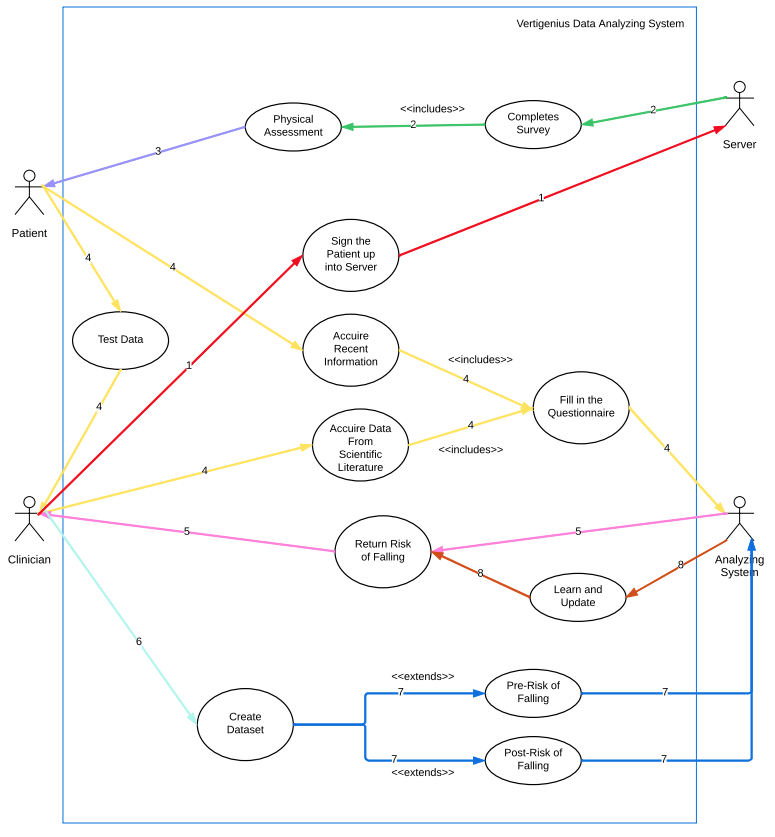 Vertigenius Data Analyzing System
<<includes>>
Physical
Assessment
2
Completes
Survey
2
Server
3
Patient
1
Sign the
Patient up
into Server
4
4
Test Data
Accuire
Recent
Information
<<includes>>
4
1
4
Fill in the
Questionnaire
Accuire Data
From
Scientific
Literature
4
<<includes>>
4
4
Clinician
5
Return Risk
of Falling
5
Analyzing
System
8
Learn and
Update
8
6
Create
Dataset
<<extends>>
7
Pre-Risk of
Falling
7
7
<<extends>>
Post-Risk of
Falling
7